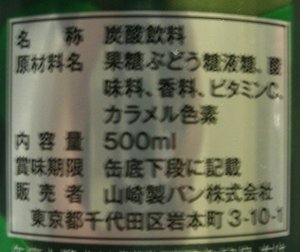 名称 炭酸飲料
原材料名 果糖ぶどう糖液糖、酸
味料、香料、ビタミンC、
カラメル色素
内容量 500ml
賞味期限 缶底下段に記載
販売者 山崎製パン株式会社
東京都千代田区岩本町3-10-1